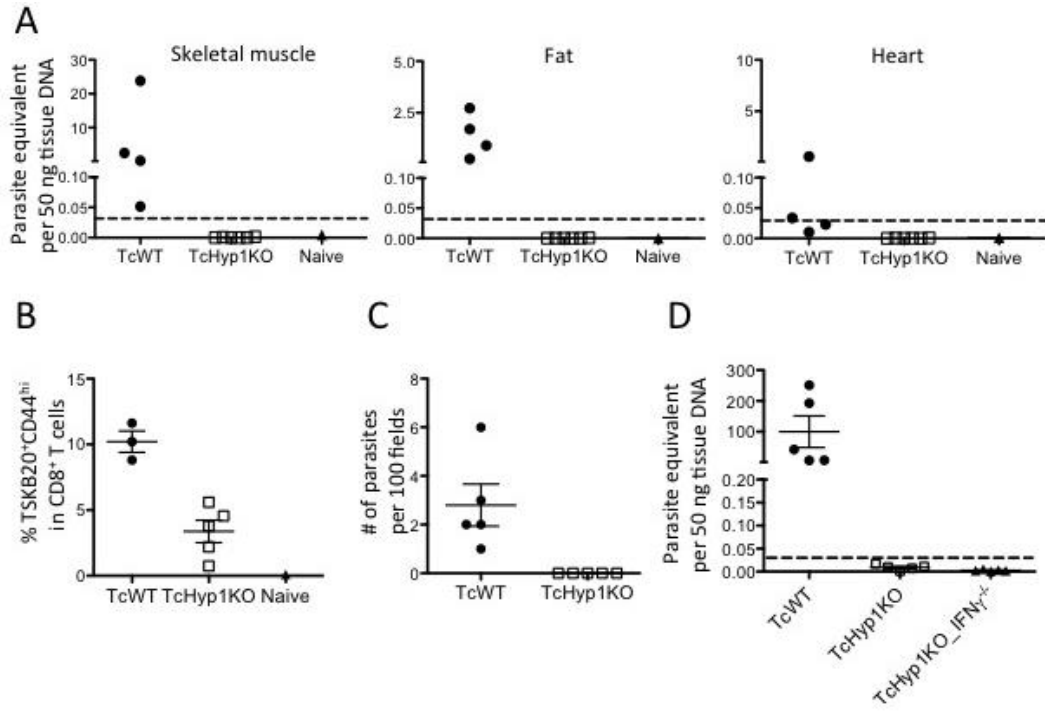 A
Skeletal muscle
Fat
Heart
Parasite equivalent
per 50 ng tissue DNA
30
20
10
0.10
0.05
0.00
TcWT
TcHyp1KO
Naive
5.0
2.5
0.10
0.05
0.00
TcWT
TcHyp1KO
Naive
10
5
0.10
0.05
0.00
TcWT
TcHyp1KO
Naive
B
% TSKB20⁺CD44ʰⁱ
in CD8⁺ T cells
15
10
5
0
TcWT TcHyp1KO Naive
C
# of parasites
per 100 fields
8
6
4
2
0
TcWT
TcHyp1KO
D
Parasite equivalent
per 50 ng tissue DNA
300
200
100
0.20
0.15
0.10
0.05
0.00
TcWT
TcHyp1KO
TcHyp1KO_IFNγ⁻/⁻